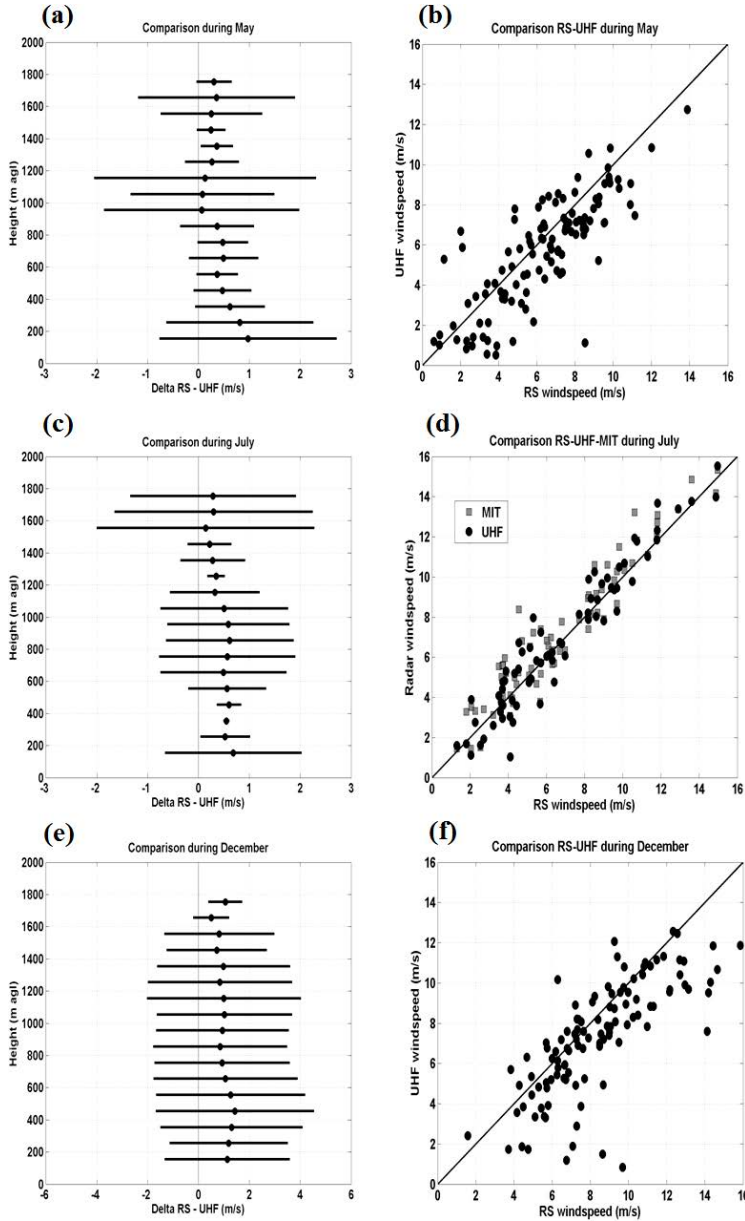 (a)
Comparison during May
2000
1800
1600
1400
1200
1000
800
600
400
200
0
Height (m agl)
-3 -2 -1 0 1 2 3
Delta RS - UHF (m/s)
(b)
Comparison RS-UHF during May
16
14
12
10
8
6
4
2
0
UHF windspeed (m/s)
0 2 4 6 8 10 12 14 16
RS windspeed (m/s)
(c)
Comparison during July
2000
1800
1600
1400
1200
1000
800
600
400
200
0
Height (m agl)
-3 -2 -1 0 1 2 3
Delta RS - UHF (m/s)
(d)
Comparison RS-UHF-MIT during July
MIT
UHF
16
14
12
10
8
6
4
2
0
Radar windspeed (m/s)
0 2 4 6 8 10 12 14 16
RS windspeed (m/s)
(e)
Comparison during December
2000
1800
1600
1400
1200
1000
800
600
400
200
0
Height (m agl)
-6 -4 -2 0 2 4 6
Delta RS - UHF (m/s)
(f)
Comparison RS-UHF during December
16
14
12
10
8
6
4
2
0
UHF windspeed (m/s)
0 2 4 6 8 10 12 14 16
RS windspeed (m/s)